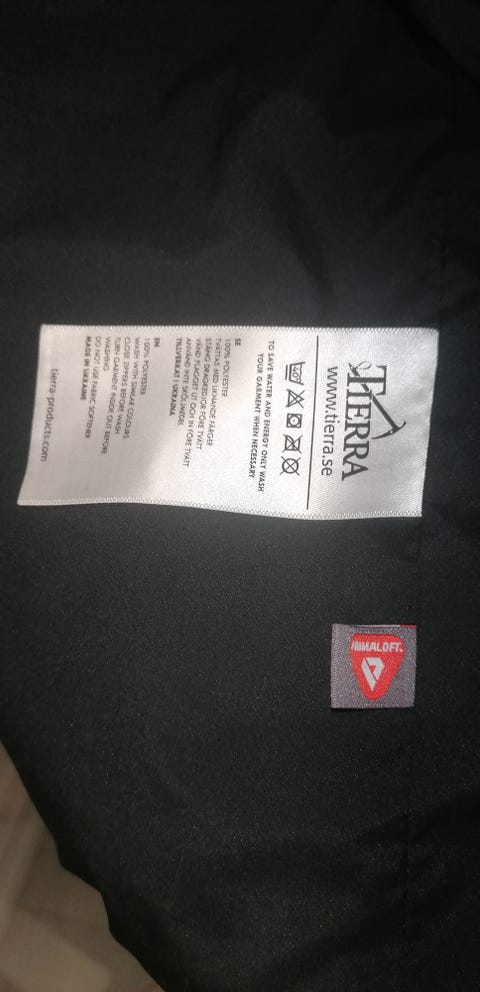 TIERRA
www.tierra.se
40°
TO SAVE WATER AND ENERGY ONLY WASH
YOUR GARMENT WHEN NECESSARY
SE
100% POLYESTER
TVÄTTAS MED LIKNANDE FÄRGER
STÄNG DRAGKEDJOR FÖRE TVÄTT
VÄND PLAGGET UT OCH IN FÖRE TVÄTT
ANVÄND INTE SKÖLJMEDEL
TILLVERKAT I UKRAINA
EN
100% POLYESTER
WASH WITH SIMILAR COLOURS
CLOSE ZIPPERS BEFORE WASH
TURN GARMENT INSIDE OUT BEFORE
WASHING
DO NOT USE FABRIC SOFTENER
MADE IN UKRAINE
tierra-products.com
PRIMALOFT